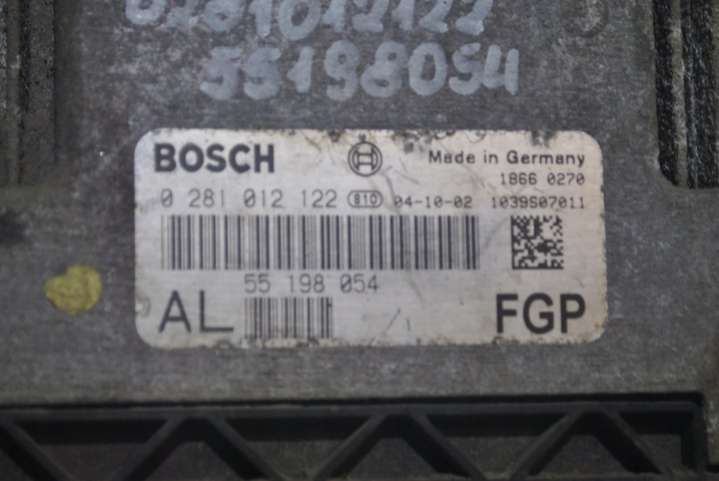 0281012122
55198054
BOSCH Made in Germany
1866 0270
0 281 012 122 810 04-10-02 1039S07011
55 198 054
AL FGP